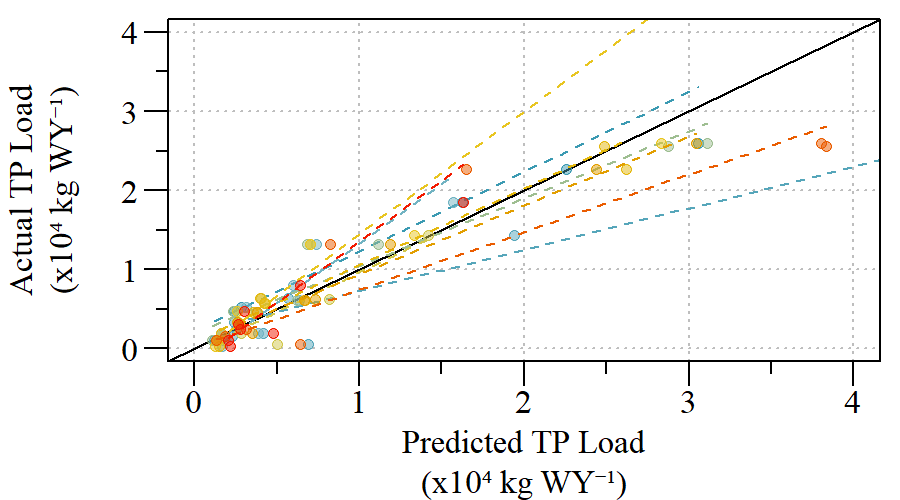 Actual TP Load
(x10⁴ kg WY⁻¹)
4
3
2
1
0
0 1 2 3 4
Predicted TP Load
(x10⁴ kg WY⁻¹)